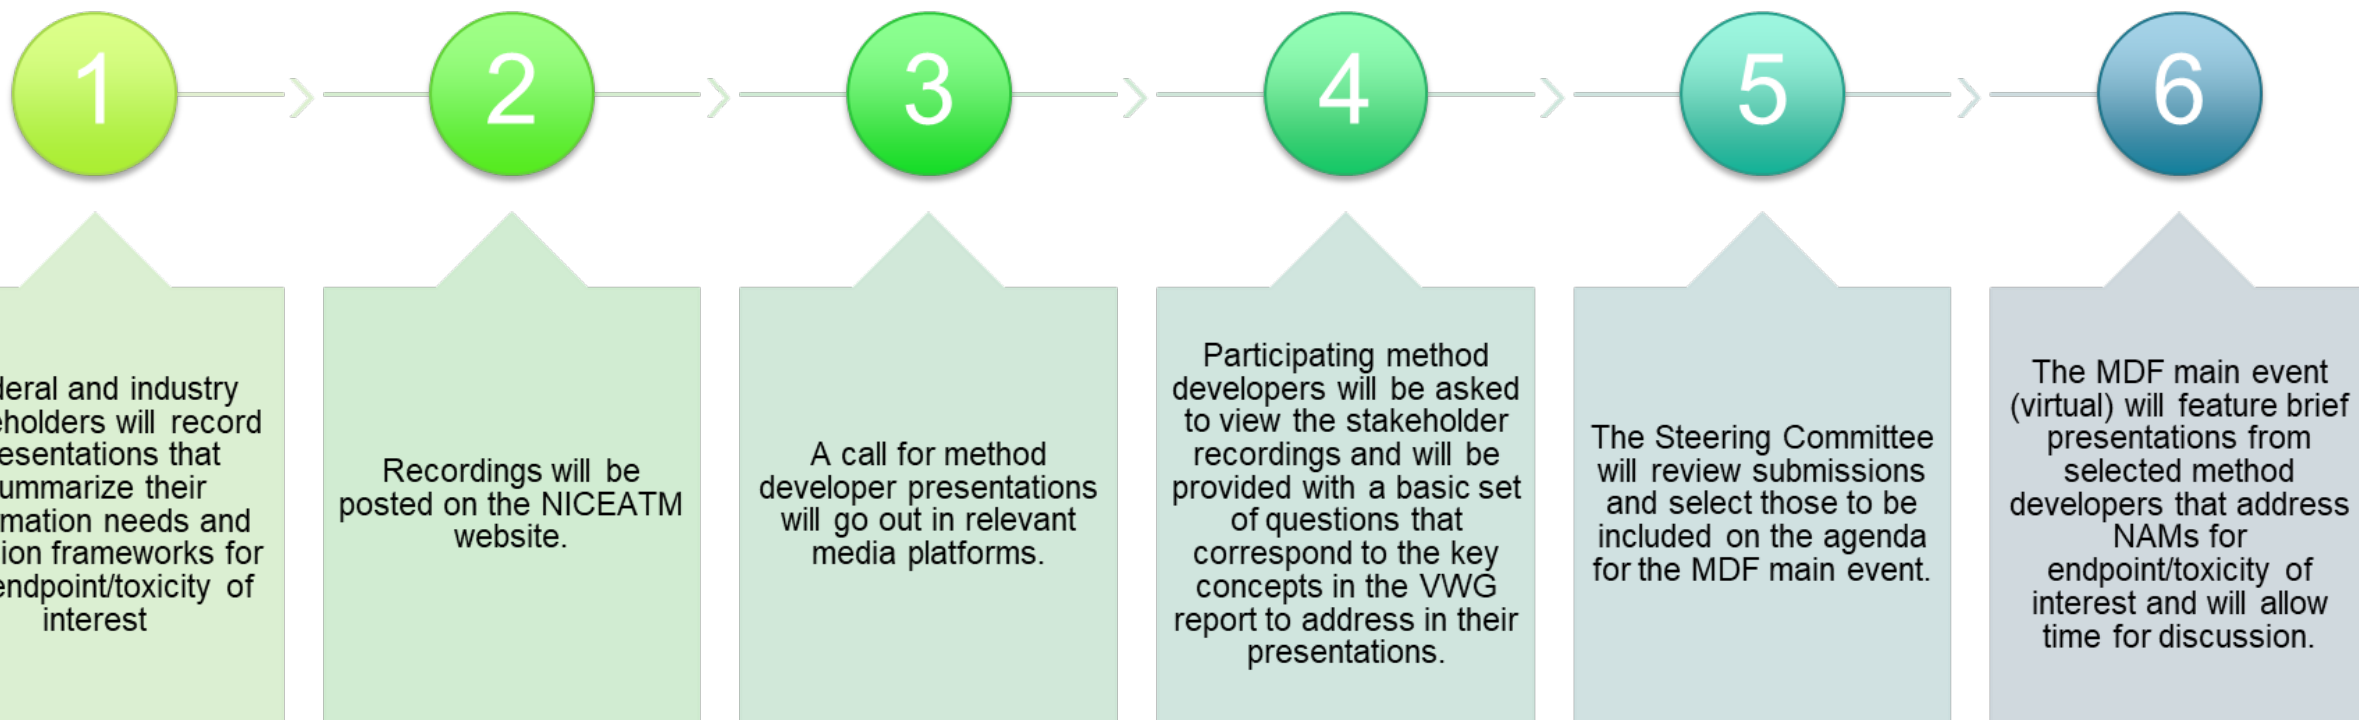 1
2
3
4
5
6
and industry
will record
that
their
needs and
frameworks for
endpoint/toxicity of
interest
Recordings will be
posted on the NICEATM
website.
A call for method
developer presentations
will go out in relevant
media platforms.
Participating method
developers will be asked
to view the stakeholder
recordings and will be
provided with a basic set
of questions that
correspond to the key
concepts in the VWG
report to address in their
presentations.
The Steering Committee
will review submissions
and select those to be
included on the agenda
for the MDF main event.
The MDF main event
(virtual) will feature brief
presentations from
selected method
developers that address
NAMs for
endpoint/toxicity of
interest and will allow
time for discussion.